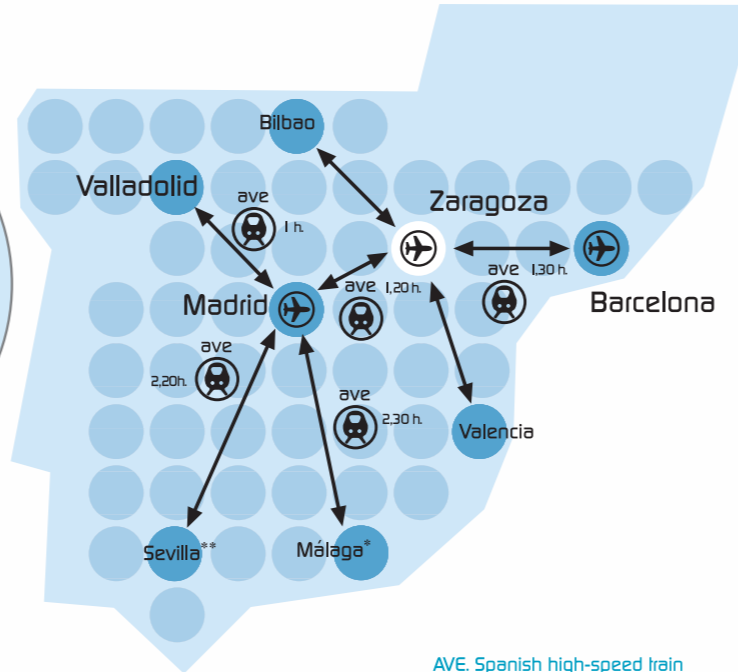 Bilbao
Valladolid
ave
1 h.
Zaragoza
Madrid
ave 1,20 h.
ave
1,30 h.
Barcelona
ave
2,20h.
ave
2,30 h.
Valencia
Sevilla**
Málaga*
AVE. Spanish high-speed train